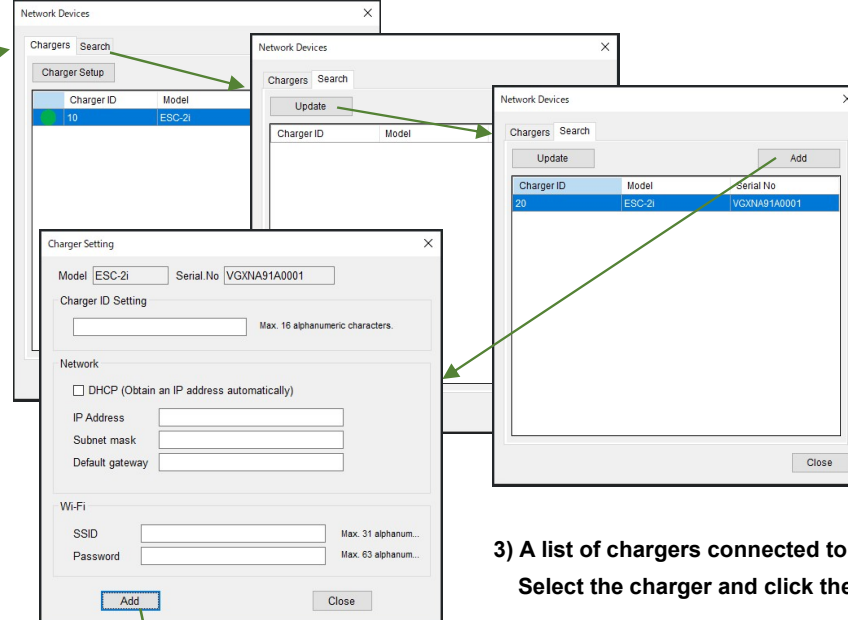 Network Devices
Chargers Search
Charger Setup
Charger ID Model
10 ESC-2i
Network Devices
Chargers Search
Update
Charger ID Model
Network Devices
Chargers Search
Update Add
Charger ID Model Serial No
20 ESC-2i VGXNA91A0001
Close
Charger Setting
Model ESC-2i Serial.No VGXNA91A0001
Charger ID Setting
Max. 16 alphanumeric characters.
Network
DHCP (Obtain an IP address automatically)
IP Address
Subnet mask
Default gateway
Wi-Fi
SSID Max. 31 alphanum...
Password Max. 63 alphanum...
Add Close
3) A list of chargers connected to
Select the charger and click the